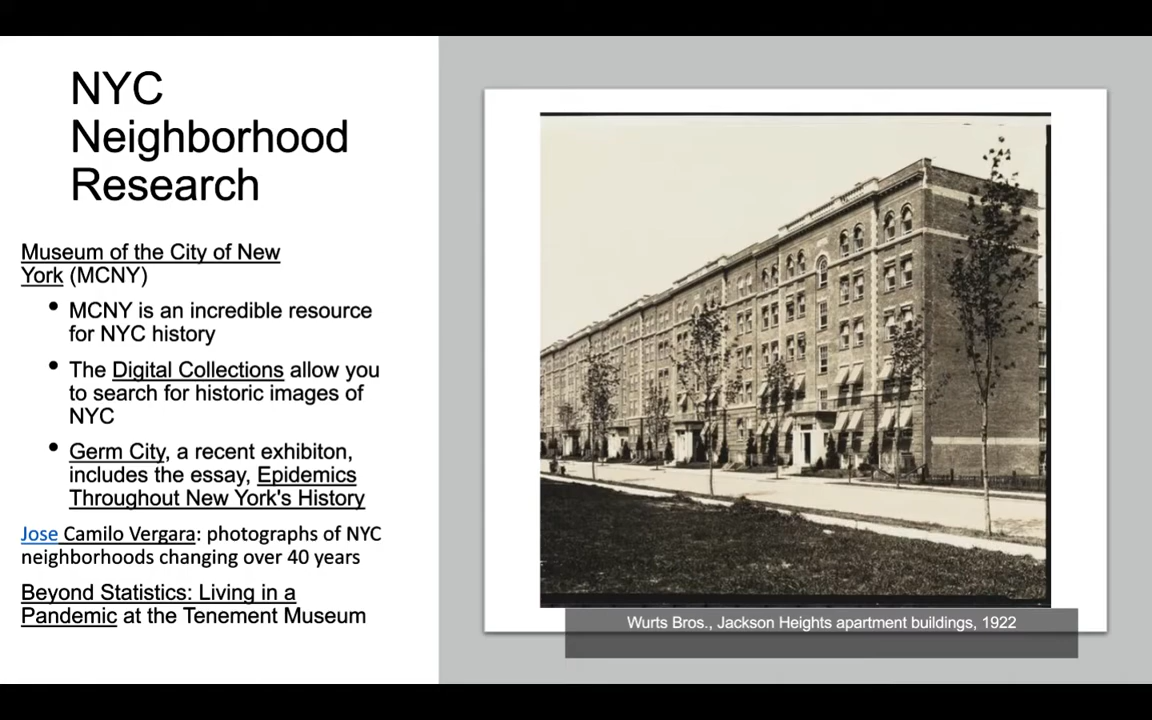 NYC
Neighborhood
Research
Museum of the City of New
York (MCNY)
• MCNY is an incredible resource
for NYC history
• The Digital Collections allow you
to search for historic images of
NYC
• Germ City, a recent exhibiton,
includes the essay, Epidemics
Throughout New York's History
Jose Camilo Vergara: photographs of NYC
neighborhoods changing over 40 years
Beyond Statistics: Living in a
Pandemic at the Tenement Museum
Wurts Bros., Jackson Heights apartment buildings, 1922